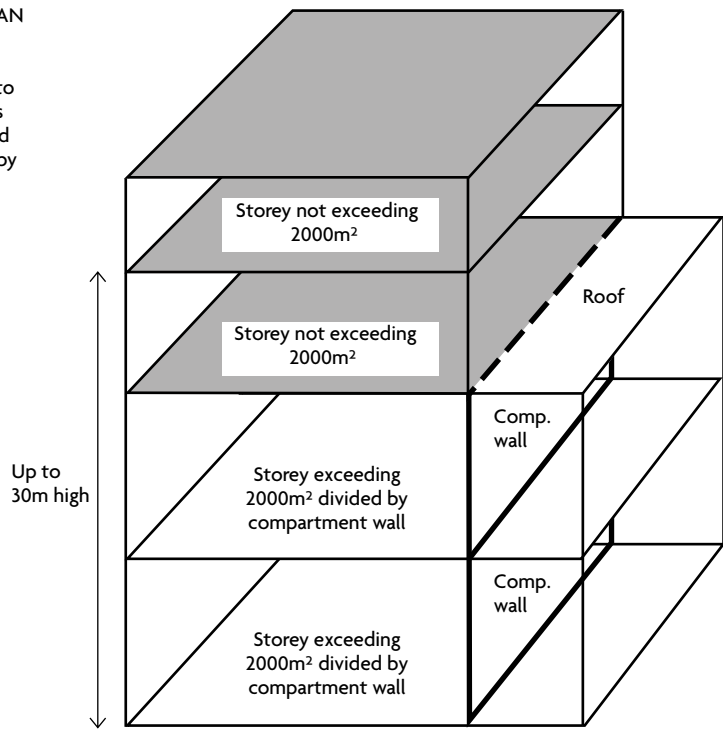 AN
to
s
d
by
Storey not exceeding
2000m²
Storey not exceeding
2000m²
Roof
Comp.
wall
Up to
30m high
Storey exceeding
2000m² divided by
compartment wall
Comp.
wall
Storey exceeding
2000m² divided by
compartment wall